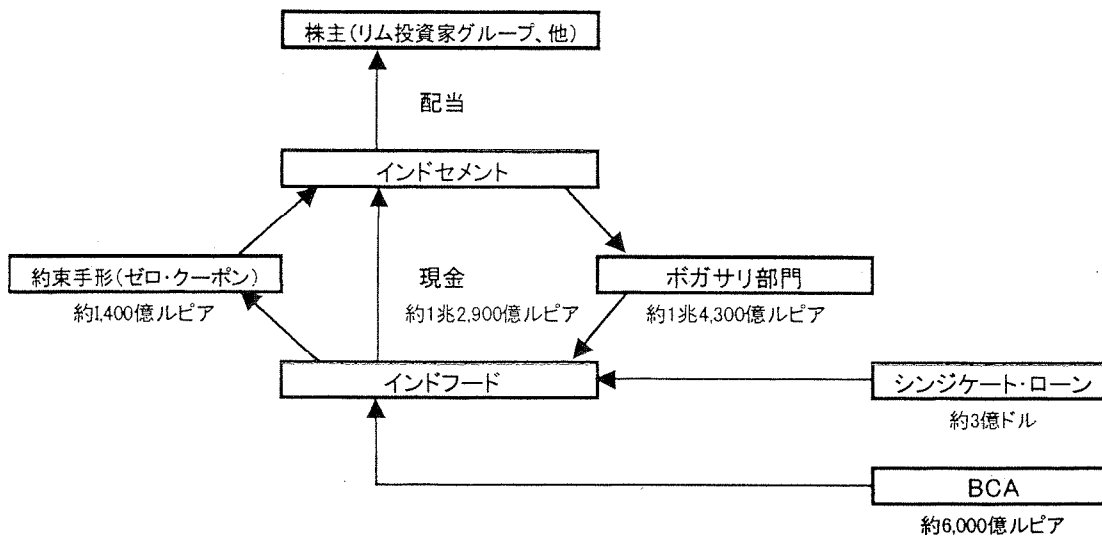 株主(リム投資家グループ、他)
配当
インドセメント
約束手形(ゼロ・クーポン)
約1,400億ルピア
現金
約1兆2,900億ルピア
ボガサリ部門
約1兆4,300億ルピア
インドフード
シンジケート・ローン
約3億ドル
BCA
約6,000億ルピア